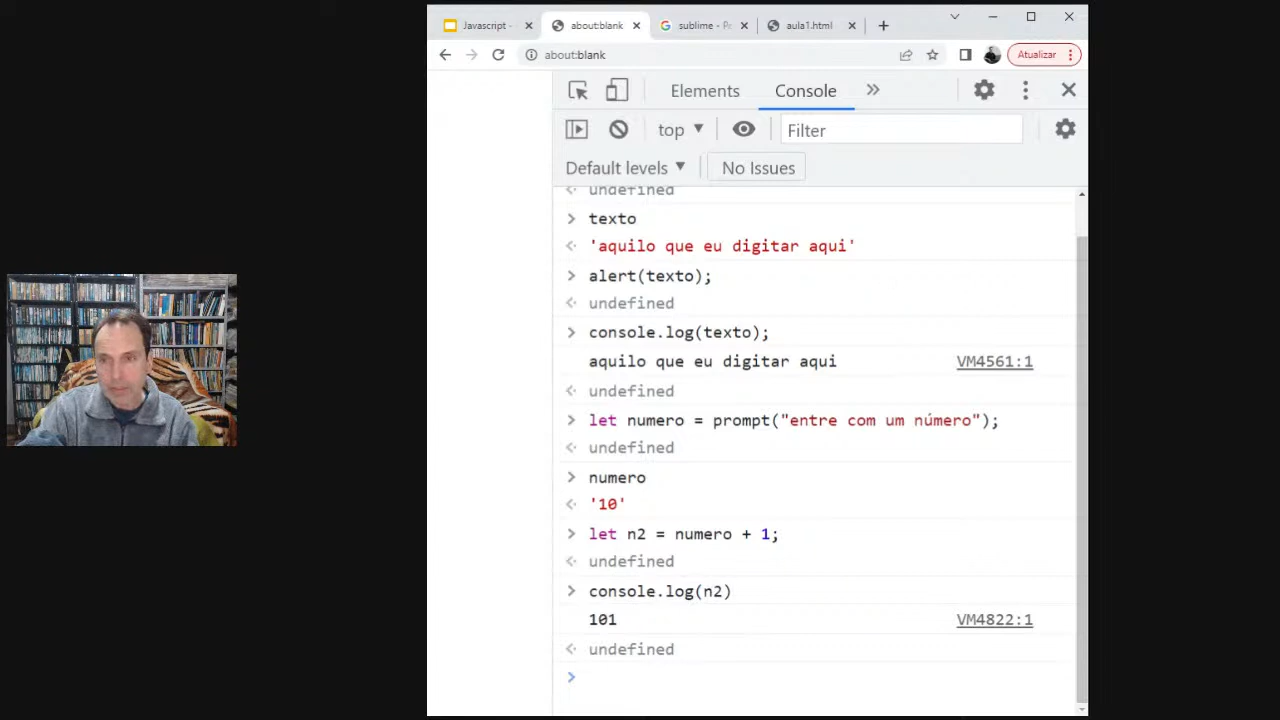 Javascript -
about:blank
sublime - Pe
aula1.html
about:blank
Atualizar
Elements
Console
top
Filter
Default levels
No Issues
undefined
texto
'aquilo que eu digitar aqui'
alert(texto);
undefined
console.log(texto);
aquilo que eu digitar aqui VM4561:1
undefined
let numero = prompt("entre com um número");
undefined
numero
'10'
let n2 = numero + 1;
undefined
console.log(n2)
101 VM4822:1
undefined